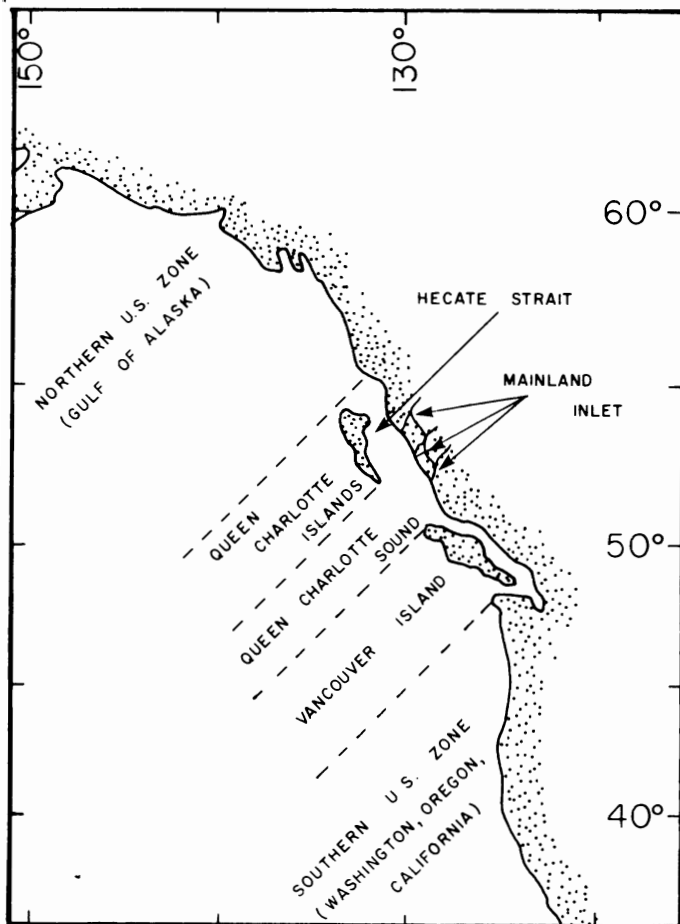 150°
130°
60°
NORTHERN U.S. ZONE
(GULF OF ALASKA)
HECATE STRAIT
MAINLAND
INLET
QUEEN
CHARLOTTE
ISLANDS
50°
QUEEN CHARLOTTE
SOUND
VANCOUVER ISLAND
40°
SOUTHERN U.S. ZONE
(WASHINGTON, OREGON,
CALIFORNIA)